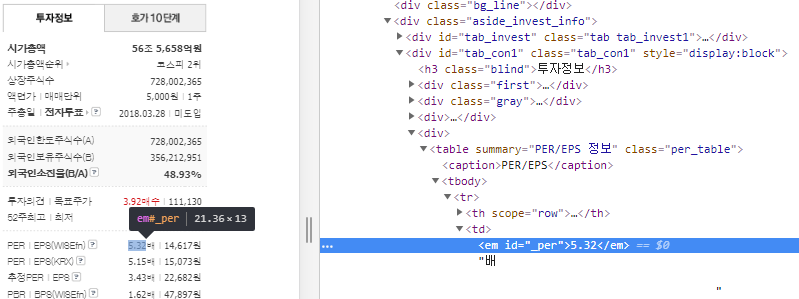 투자정보 호가 10단계
시가총액 56조 5,658억원
시가총액순위 코스피 2위
상장주식수 728,002,365
액면가 | 매매단위 5,000원 | 1주
주총일 | 전자투표 ? 2018.03.28 | 미도입
외국인한도주식수(A) 728,002,365
외국인보유주식수(B) 356,212,951
외국인소진율(B/A) ? 48.93%
투자의견 | 목표주가 3.92매수 | 111,130
52주최고 | 최저
em#_per | 21.36 × 13
PER | EPS(WISEfn) ? 5.32배 | 14,617원
PER | EPS(KRX) ? 5.15배 | 15,073원
추정PER | EPS ? 3.43배 | 22,682원
PBR | BPS(WISEfn) ? 1.62배 | 47,897원
<div class="bg_line"></div>
▼<div class="aside_invest_info">
▶<div id="tab_invest" class="tab tab_invest1">…</div>
▼<div id="tab_con1" class="tab_con1" style="display:block">
<h3 class="blind">투자정보</h3>
▶<div class="first">…</div>
▶<div class="gray">…</div>
▶<div>…</div>
▼<div>
▼<table summary="PER/EPS 정보" class="per_table">
<caption>PER/EPS</caption>
▼<tbody>
▼<tr>
▶<th scope="row">…</th>
▼<td>
… <em id="_per">5.32</em> == $0
"배
"